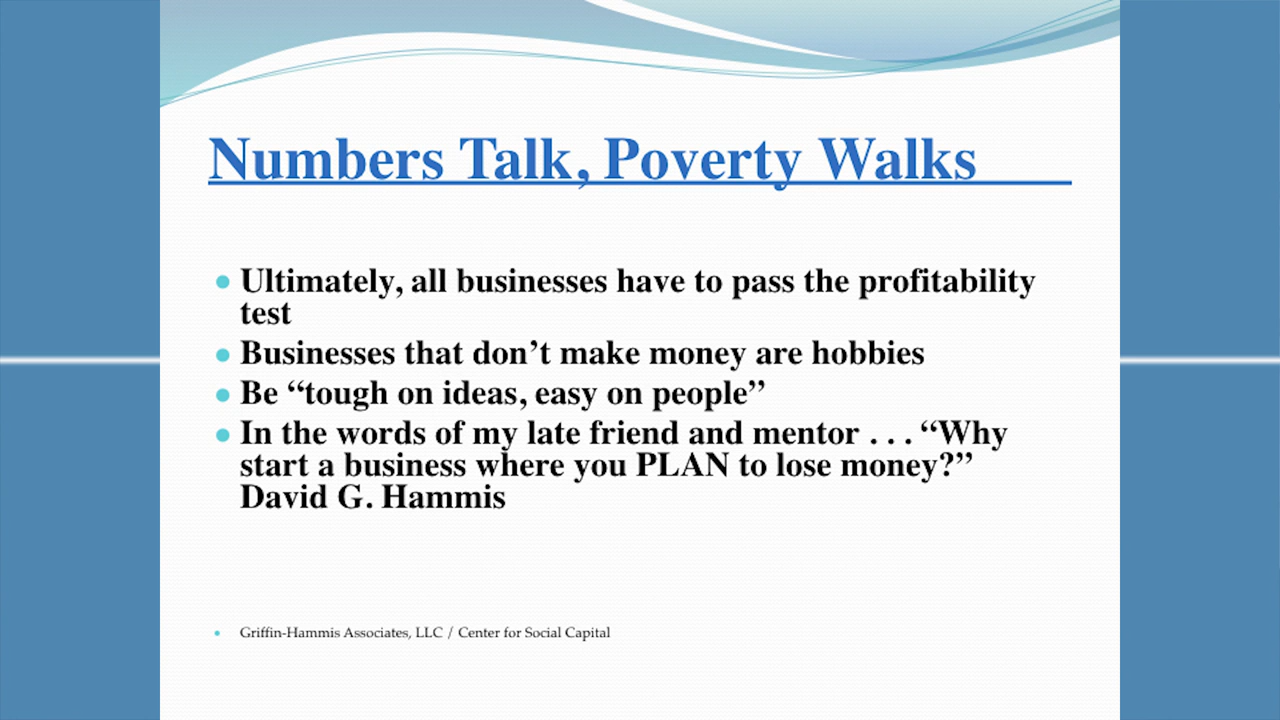 Numbers Talk, Poverty Walks
Ultimately, all businesses have to pass the profitability
test
Businesses that don’t make money are hobbies
Be “tough on ideas, easy on people”
In the words of my late friend and mentor . . . “Why
start a business where you PLAN to lose money?”
David G. Hammis
Griffin-Hammis Associates, LLC / Center for Social Capital